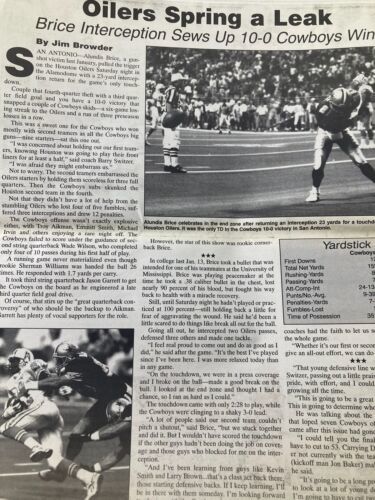 Oilers Spring a Leak
Brice Interception Sews Up 10-0 Cowboys Win
By Jim Browder
SAN ANTONIO—Alundis Brice, a gun-
shot victim last January, pulled the trigger
on the Houston Oilers Saturday night in
the Alamodome with a 23-yard intercep-
tion return for the game's only touch-
down.
Couple that fourth-quarter theft with a third quar-
ter field goal and you have a 10-0 victory that
snapped a couple of Cowboys skids—a six-game los-
ing streak to the Oilers and a run of three preseason
losses in a row.
This was a sweet one for the Cowboys who won
mostly with second teamers in all the Cowboys big
guns—nine starters—sat this one out.
"I was concerned about holding out our first team-
ers, knowing Houston was going to play their front
liners for at least a half," said coach Barry Switzer.
"I was afraid they might embarrass us."
Not to worry. The second teamers embarrassed the
Oilers starters by holding them scoreless for three full
quarters. Then the Cowboys subs skunked the
Houston second team in the fourth.
Not that they didn't have a lot of help from the
stumbling Oilers who lost four of five fumbles, suf-
fered three interceptions and drew 12 penalties.
The Cowboys offense wasn't exactly explosive
either, with Troy Aikman, Emmitt Smith, Michael
Irvin and others enjoying a rare night off. The
Cowboys failed to score under the guidance of sec-
ond string quarterback Wade Wilson, who completed
only four of 10 passes during his first half of play.
The running game never materialized even though
rookie Sherman Williams was handed the ball 26
times. He responded with 1.7 yards per carry.
It took third string quarterback Jason Garrett to get
the Cowboys on the board as he engineered a late
third quarter field goal drive.
Of course, that stirs up the "great quarterback con-
troversy" of who should be the backup to Aikman.
Garrett has plenty of vocal supporters for the role.
Alundis Brice celebrates in the end zone after returning an interception 23 yards for a touchd
Houston Oilers. It was the only TD in the Cowboys 10-0 victory in San Antonio.
However, the star of this show was rookie corner-
back Brice.
★★★
In college last January 13, Brice took a bullet that was
intended for one of his teammates at the University of
Mississippi. Brice was playing peacemaker at the
time he took a .38 caliber bullet in the chest, lost
nearly 90 percent of his blood, but fought his way
back to health with a miracle recovery.
Still, until Saturday night he hadn't played or prac-
ticed at 100 percent—still holding back a little for
fear of aggravating the wound. He said he'd been a
little scared to do things like break all out for the ball.
Going all out, he intercepted two Oilers passes,
defensed three others and made one tackle.
"I feel real proud to come out and do as good as I
did," he said after the game. "It's the best I've played
since I've been here. I was more relaxed today than
in any game.
"On the touchdown, we were in a press coverage
and I broke on the ball—made a good break on the
ball. I looked at the end zone and thought I had a
chance, so I ran as hard as I could."
The touchdown came with only 2:28 to play, while
the Cowboys were clinging to a shaky 3-0 lead.
"A lot of people said our second team couldn't
pitch a shutout," said Brice, "but we stuck together
and did it. But I wouldn't have scored the touchdown
if the other guys hadn't been doing the job on cover-
age and those guys who blocked for me on the inter-
ception.
"And I've been learning from guys like Kevin
Smith and Larry Brown...that's a class act back there,
those starting defensive backs. If I keep learning, I'll
be in there with them someday. I'm looking forward
Yardstick
Cowboys
First Downs
Total Net Yards
Rushing-Yards
Passing-Yards
Att-Comp-Int 24-13
Punts/No.-Avg. 9-39
Penalties-Yards 7-
Fumbles-Lost
Time of Possession 35
coaches had the faith to let us s
the whole game.
"Whether it's our first or secon
give an all-out effort, we can do
★★★
"That young defensive line w
Switzer, passing out a little prais
pride, with effort, and I could
growing all the time.
"This is going to be a great
This is going to determine who
He was talking about the
that loped seven Cowboys o
came after this issue had gone
"I could tell you the final
have to cut to 53. Carrying D
or not currently with the tea
(kickoff man Jon Baker) mak
he said.
"It's going to be a long pr
to look at a lot of young de
I'm going to have to cut